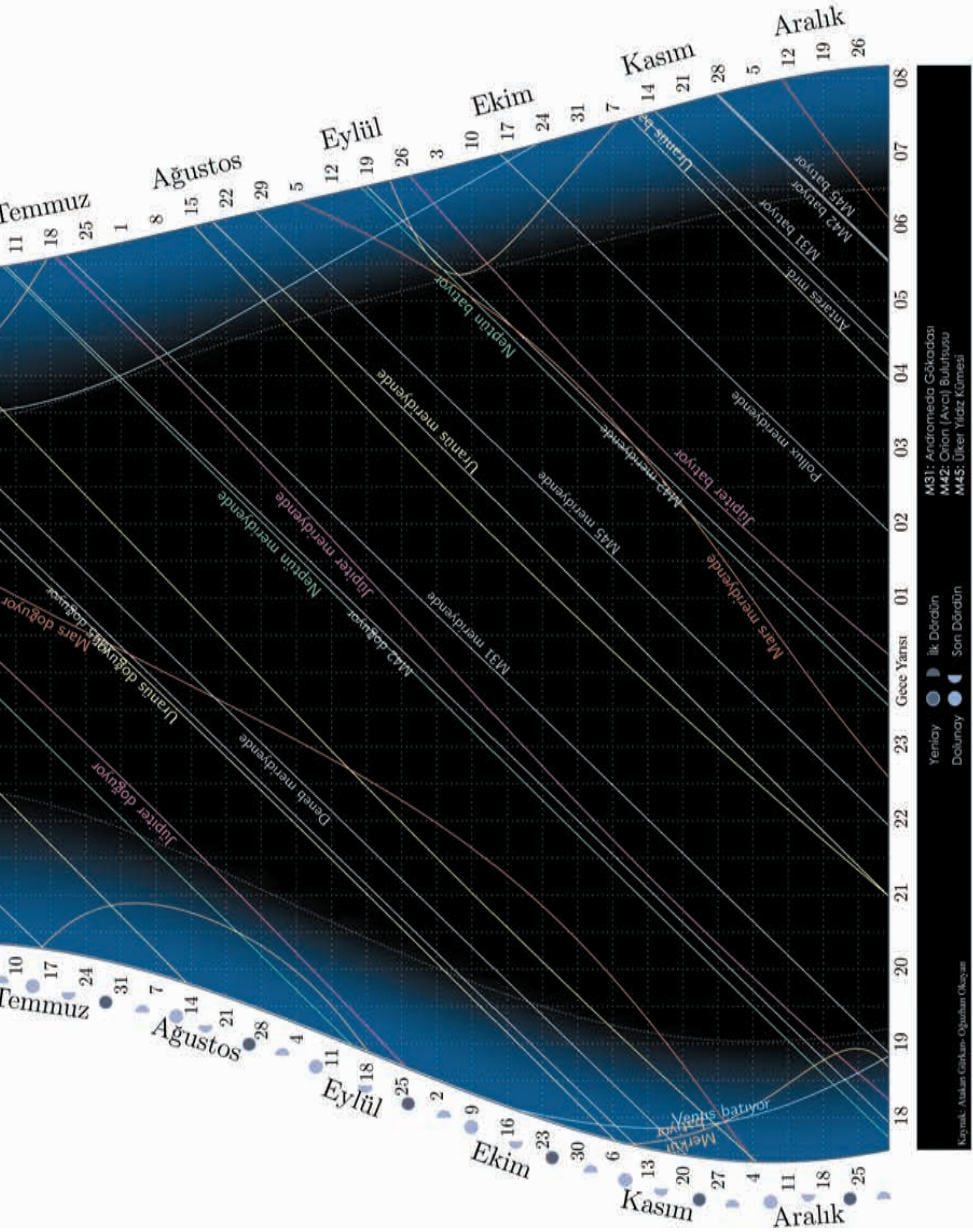 Temmuz
11
18
25
Ağustos
1
8
15
22
29
Eylül
5
12
19
26
Ekim
3
10
17
24
31
Kasım
7
14
21
28
Aralık
5
12
19
26
Uranüs ba
M45 batıyor
M42 batıyor
M31 batıyor
Antares mrd.
Neptün batıyor
Uranüs meridyende
Pollux meridyende
M42 meridyende
Jüpiter batıyor
M45 meridyende
Mars meridyende
Neptün meridyende
Jüpiter meridyende
M31 meridyende
M42 doğuyor
Mars doğuyor
M45 doğuyor
Uranüs doğuyor
Deneb meridyende
Jüpiter doğuyor
Venüs batıyor
Merkür
batıyor
Temmuz
10
17
24
31
Ağustos
7
14
21
28
Eylül
4
11
18
25
Ekim
2
9
16
23
30
Kasım
6
13
20
27
Aralık
4
11
18
25
18
19
20
21
22
23
Gece Yarısı
01
02
03
04
05
06
07
08
Yeniay
İlk Dördün
Dolunay
Son Dördün
M31: Andromeda Gökadası
M42: Orion (Avcı) Bulutsusu
M45: Ülker Yıldız Kümesi
Kaynak: Atakan Gürkan- Oğuzhan Okuyan